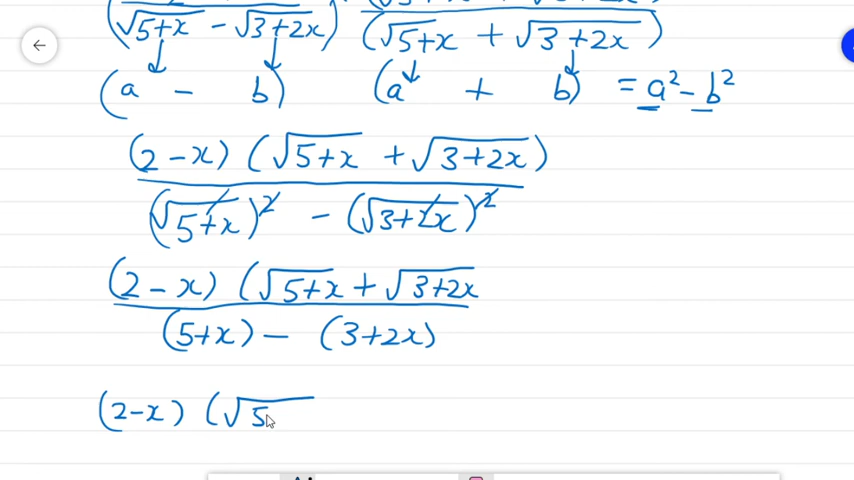 (√5+x - √3+2x) (√5+x + √3+2x)
(a - b) (a + b) = a² - b²
(2-x) (√5+x + √3+2x)
(√5+x)² - (√3+2x)²
(2-x) (√5+x + √3+2x
(5+x) - (3+2x)
(2-x) (√5